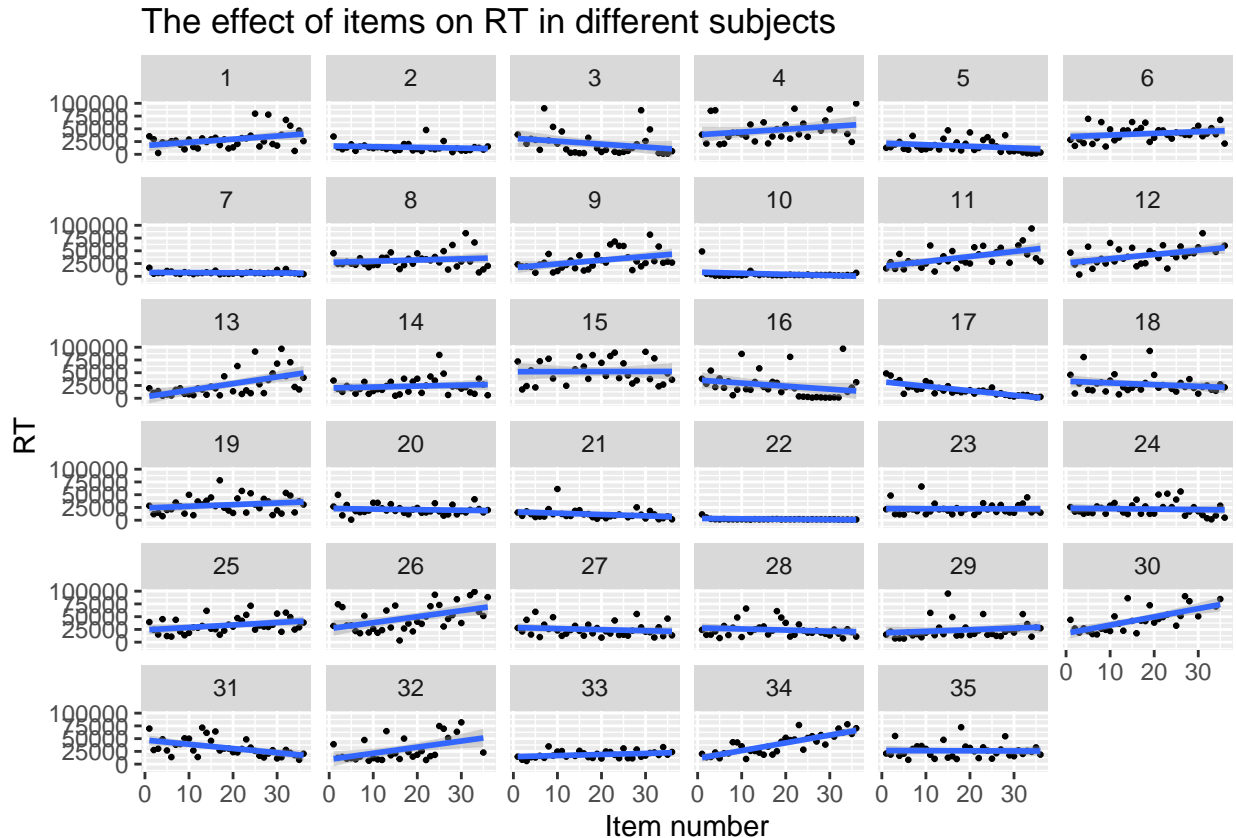 The effect of items on RT in different subjects
1 2 3 4 5 6
100000
75000
50000
25000
0
7 8 9 10 11 12
100000
75000
50000
25000
0
13 14 15 16 17 18
100000
75000
50000
25000
0
RT
19 20 21 22 23 24
100000
75000
50000
25000
0
25 26 27 28 29 30
100000
75000
50000
25000
0
0 10 20 30
31 32 33 34 35
100000
75000
50000
25000
0
0 10 20 30 0 10 20 30 0 10 20 30 0 10 20 30 0 10 20 30
Item number